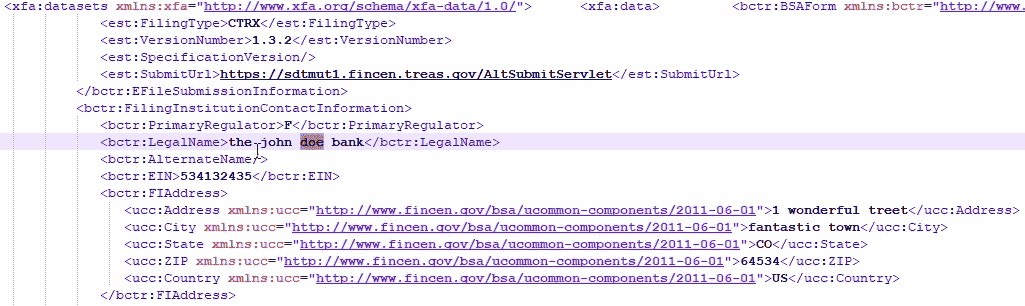 <xfa:datasets xmlns:xfa="http://www.xfa.org/schema/xfa-data/1.0/"> <xfa:data> <bctr:BSAForm xmlns:bctr="http://www.
<est:FilingType>CTRX</est:FilingType>
<est:VersionNumber>1.3.2</est:VersionNumber>
<est:SpecificationVersion/>
<est:SubmitUrl>https://sdtmut1.fincen.treas.gov/AltSubmitServlet</est:SubmitUrl>
</bctr:EFileSubmissionInformation>
<bctr:FilingInstitutionContactInformation>
<bctr:PrimaryRegulator>F</bctr:PrimaryRegulator>
<bctr:LegalName>the john doe bank</bctr:LegalName>
<bctr:AlternateName/>
<bctr:EIN>534132435</bctr:EIN>
<bctr:FIAddress>
<ucc:Address xmlns:ucc="http://www.fincen.gov/bsa/ucommon-components/2011-06-01">1 wonderful treet</ucc:Address>
<ucc:City xmlns:ucc="http://www.fincen.gov/bsa/ucommon-components/2011-06-01">fantastic town</ucc:City>
<ucc:State xmlns:ucc="http://www.fincen.gov/bsa/ucommon-components/2011-06-01">CO</ucc:State>
<ucc:ZIP xmlns:ucc="http://www.fincen.gov/bsa/ucommon-components/2011-06-01">64534</ucc:ZIP>
<ucc:Country xmlns:ucc="http://www.fincen.gov/bsa/ucommon-components/2011-06-01">US</ucc:Country>
</bctr:FIAddress>